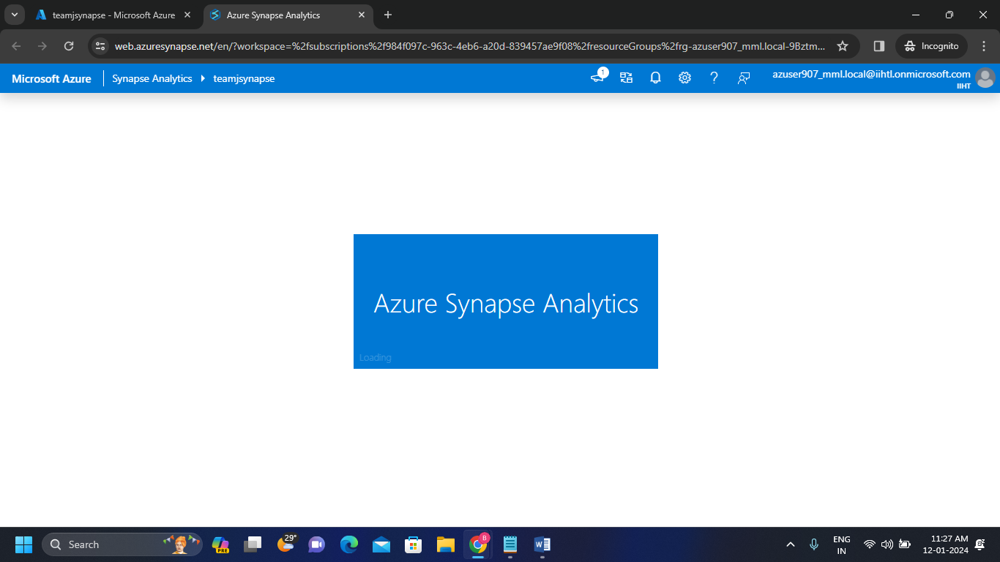 teamjsynapse - Microsoft Azure
Azure Synapse Analytics
web.azuresynapse.net/en/?workspace=%2fsubscriptions%2f984f097c-963c-4eb6-a20d-839457ae9f08%2fresourceGroups%2frg-azuser907_mml.local-9Bztm...
Incognito
Microsoft Azure
Synapse Analytics
teamjsynapse
1
azuser907_mml.local@iihtl.onmicrosoft.com
IIHT
Azure Synapse Analytics
Loading
Search
PRE
29°
B
ENG
IN
11:27 AM
12-01-2024